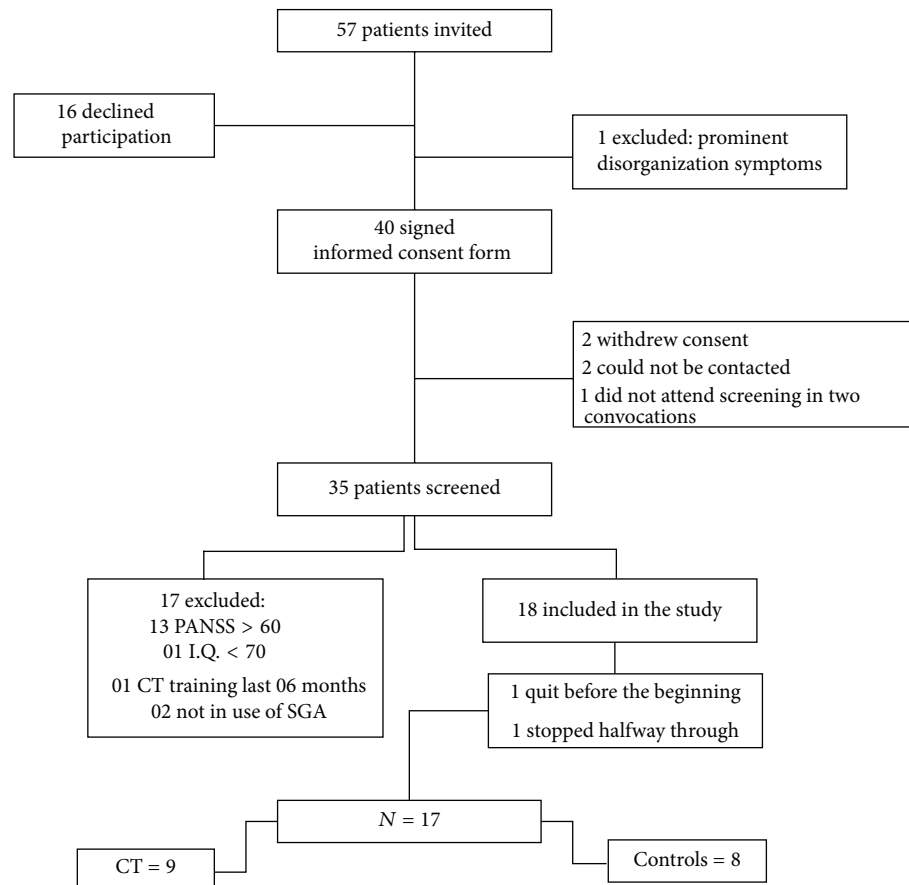 57 patients invited
16 declined
participation
1 excluded: prominent
disorganization symptoms
40 signed
informed consent form
2 withdrew consent
2 could not be contacted
1 did not attend screening in two
convocations
35 patients screened
17 excluded:
13 PANSS > 60
01 I.Q. < 70
01 CT training last 06 months
02 not in use of SGA
18 included in the study
1 quit before the beginning
1 stopped halfway through
N = 17
CT = 9
Controls = 8